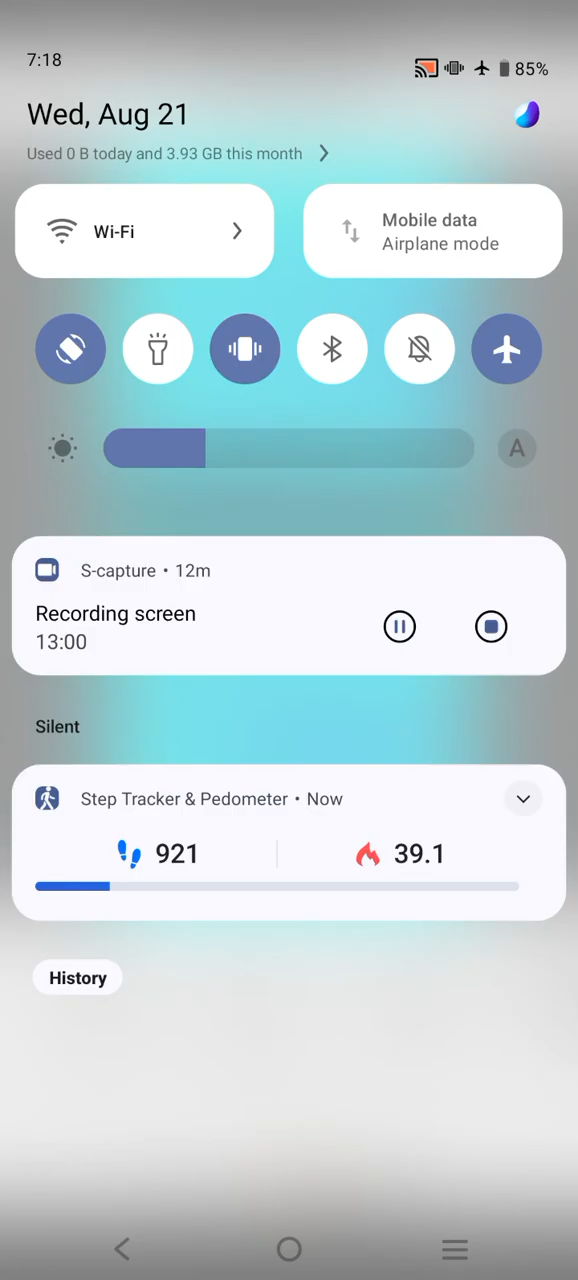 7:18
85%
Wed, Aug 21
Used 0 B today and 3.93 GB this month
Wi-Fi
Mobile data
Airplane mode
A
S-capture • 12m
Recording screen
13:00
Silent
Step Tracker & Pedometer • Now
921
39.1
History